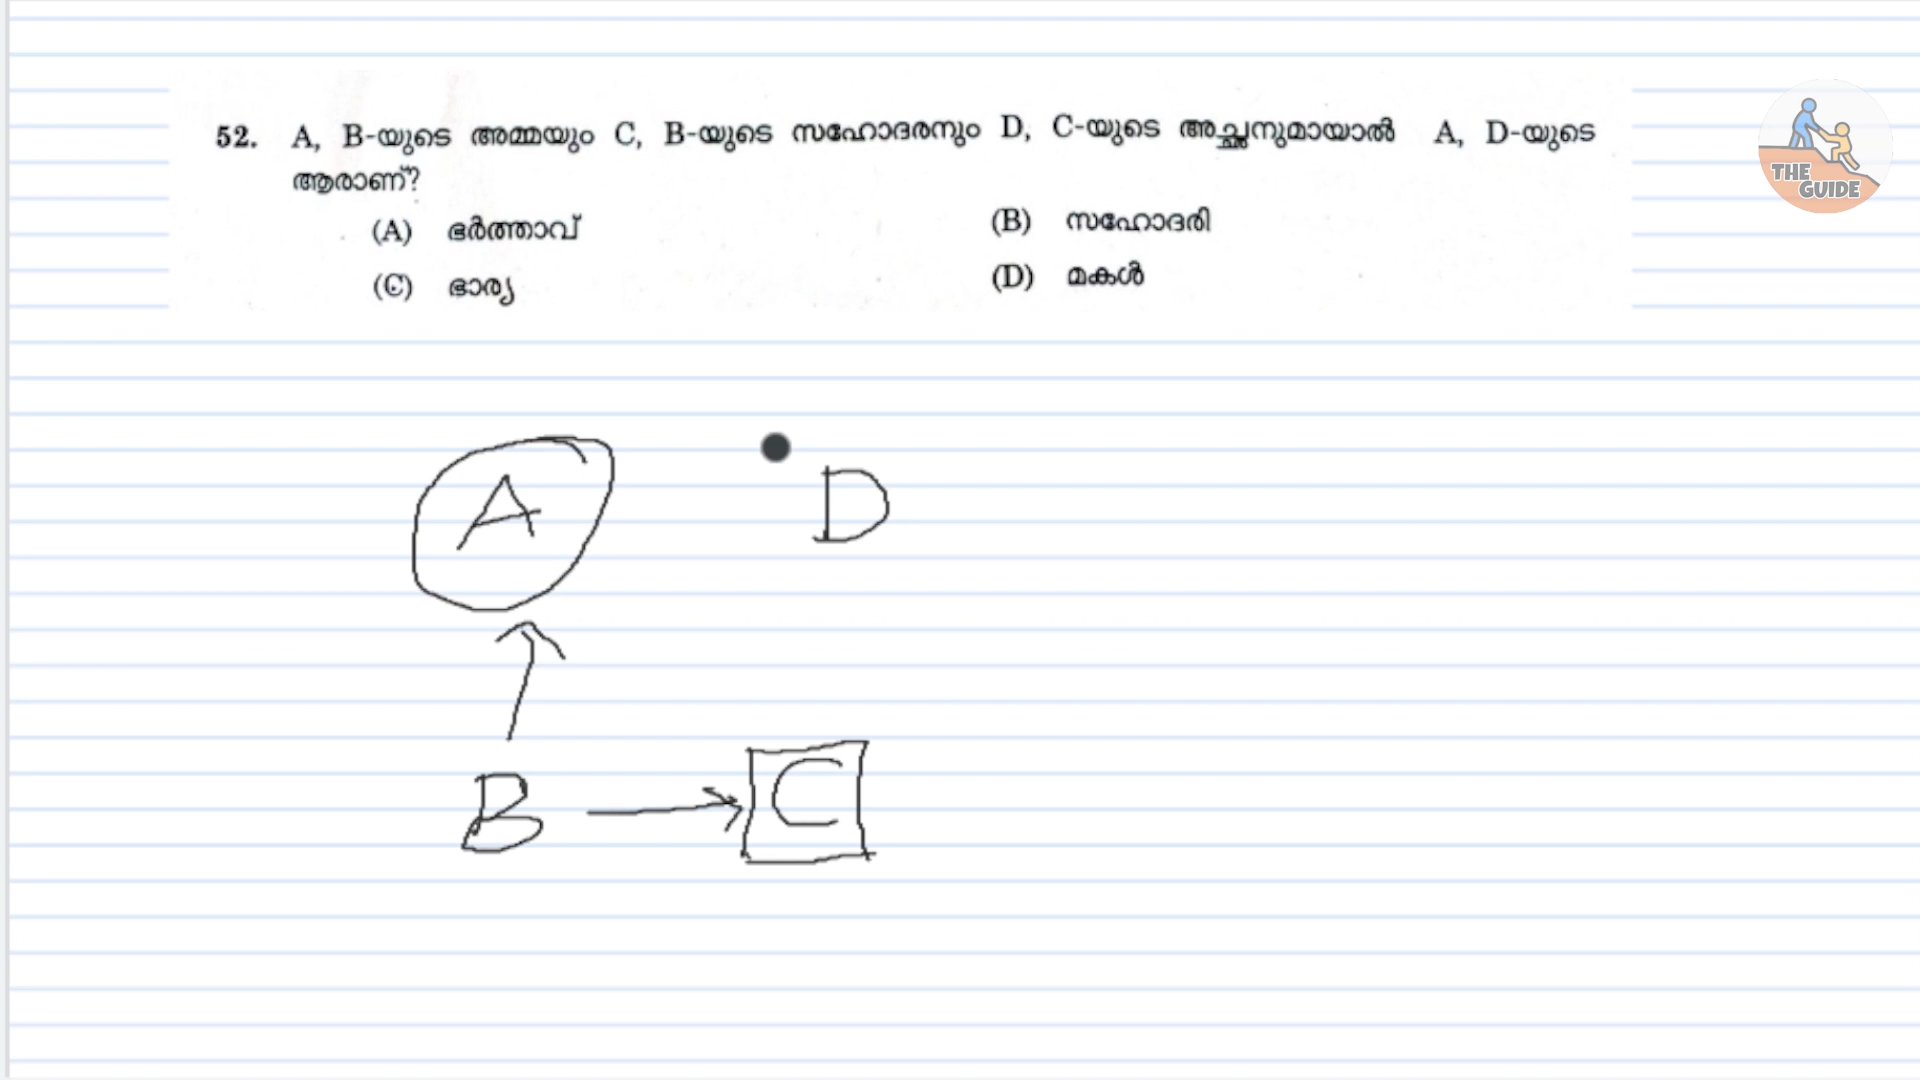 52. A, B-യുടെ അമ്മയും C, B-യുടെ സഹോദരനും D, C-യുടെ അച്ഛനുമായാൽ A, D-യുടെ
ആരാണ്?
(A) ഭർത്താവ് (B) സഹോദരി
(C) ഭാര്യ (D) മകൾ
THE
GUIDE
A D
B C